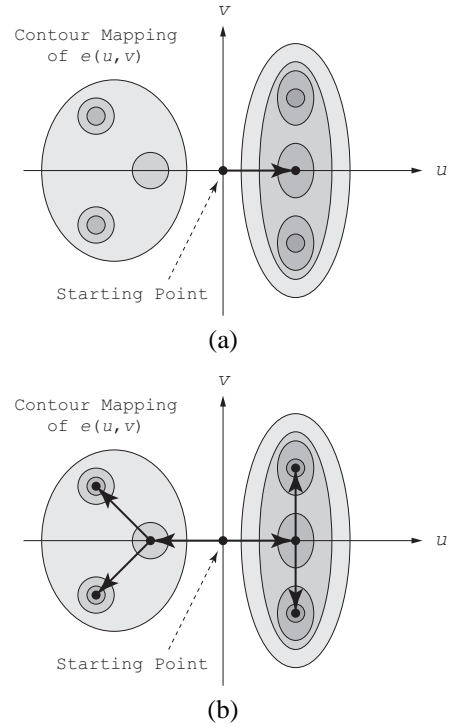 v
Contour Mapping
of e(u,v)
u
Starting Point
(a)
v
Contour Mapping
of e(u,v)
u
Starting Point
(b)